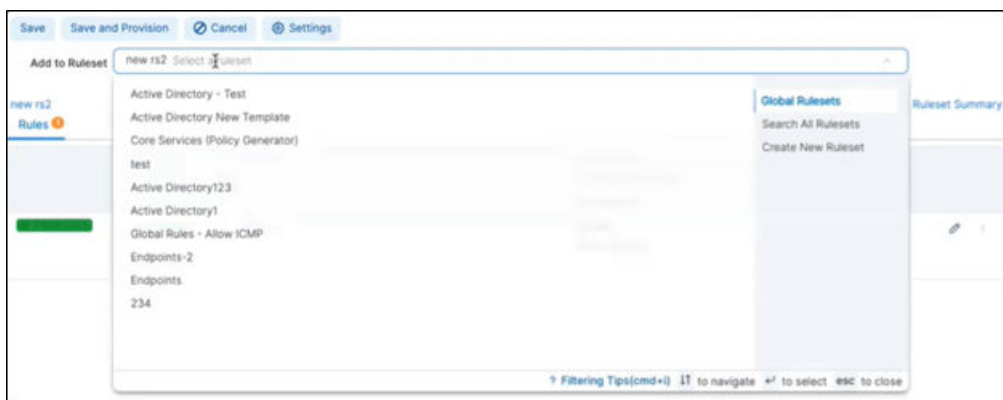 Save Save and Provision Cancel Settings
Add to Ruleset new rs2 Select a ruleset
new rs2
Rules
Ruleset Summary
Active Directory - Test
Active Directory New Template
Core Services (Policy Generator)
test
Active Directory123
Active Directory1
Global Rules - Allow ICMP
Endpoints-2
Endpoints
234
Global Rulesets
Search All Rulesets
Create New Ruleset
? Filtering Tips(cmd+i) to navigate to select esc to close